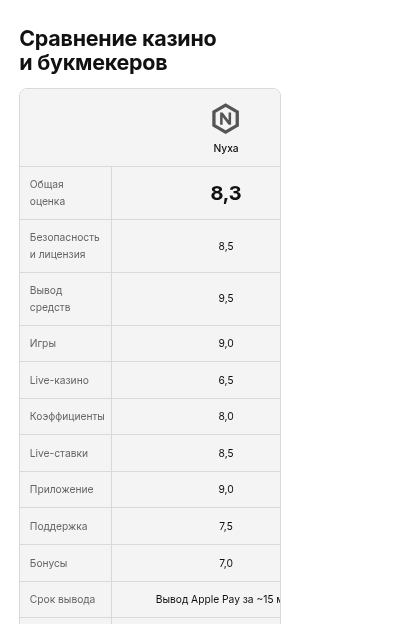 Сравнение казино
и букмекеров
Nyxa
Общая
оценка
8,3
Безопасность
и лицензия
8,5
Вывод
средств
9,5
Игры
9,0
Live-казино
6,5
Коэффициенты
8,0
Live-ставки
8,5
Приложение
9,0
Поддержка
7,5
Бонусы
7,0
Срок вывода
Вывод Apple Pay за ~15